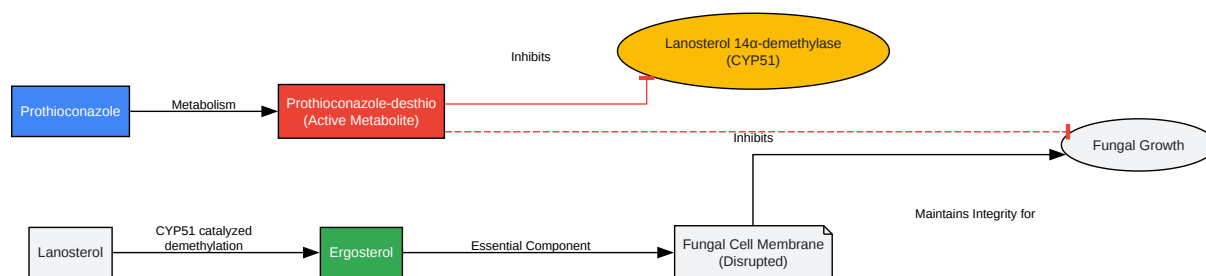 Lanosterol 14α-demethylase
(CYP51)
Inhibits
Prothioconazole
Metabolism
Prothioconazole-desthio
(Active Metabolite)
Inhibits
Fungal Growth
Maintains Integrity for
Lanosterol
CYP51 catalyzed
demethylation
Ergosterol
Essential Component
Fungal Cell Membrane
(Disrupted)